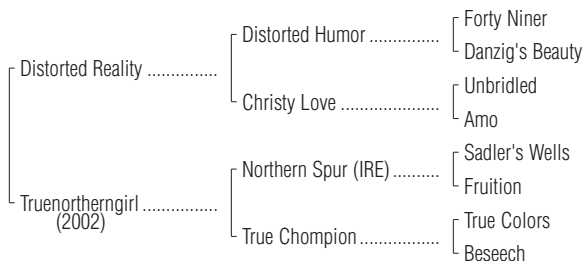 Forty Niner
Distorted Humor ................
Danzig's Beauty
Distorted Reality ...............
Unbridled
Christy Love ......................
Amo
Sadler's Wells
Northern Spur (IRE) ..........
Fruition
Truenortherngirl ................
(2002)
True Colors
True Chompion ..................
Beseech